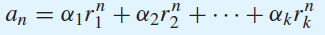 aₙ = α₁r₁ⁿ + α₂r₂ⁿ + ⋯ + αₖrₖⁿ